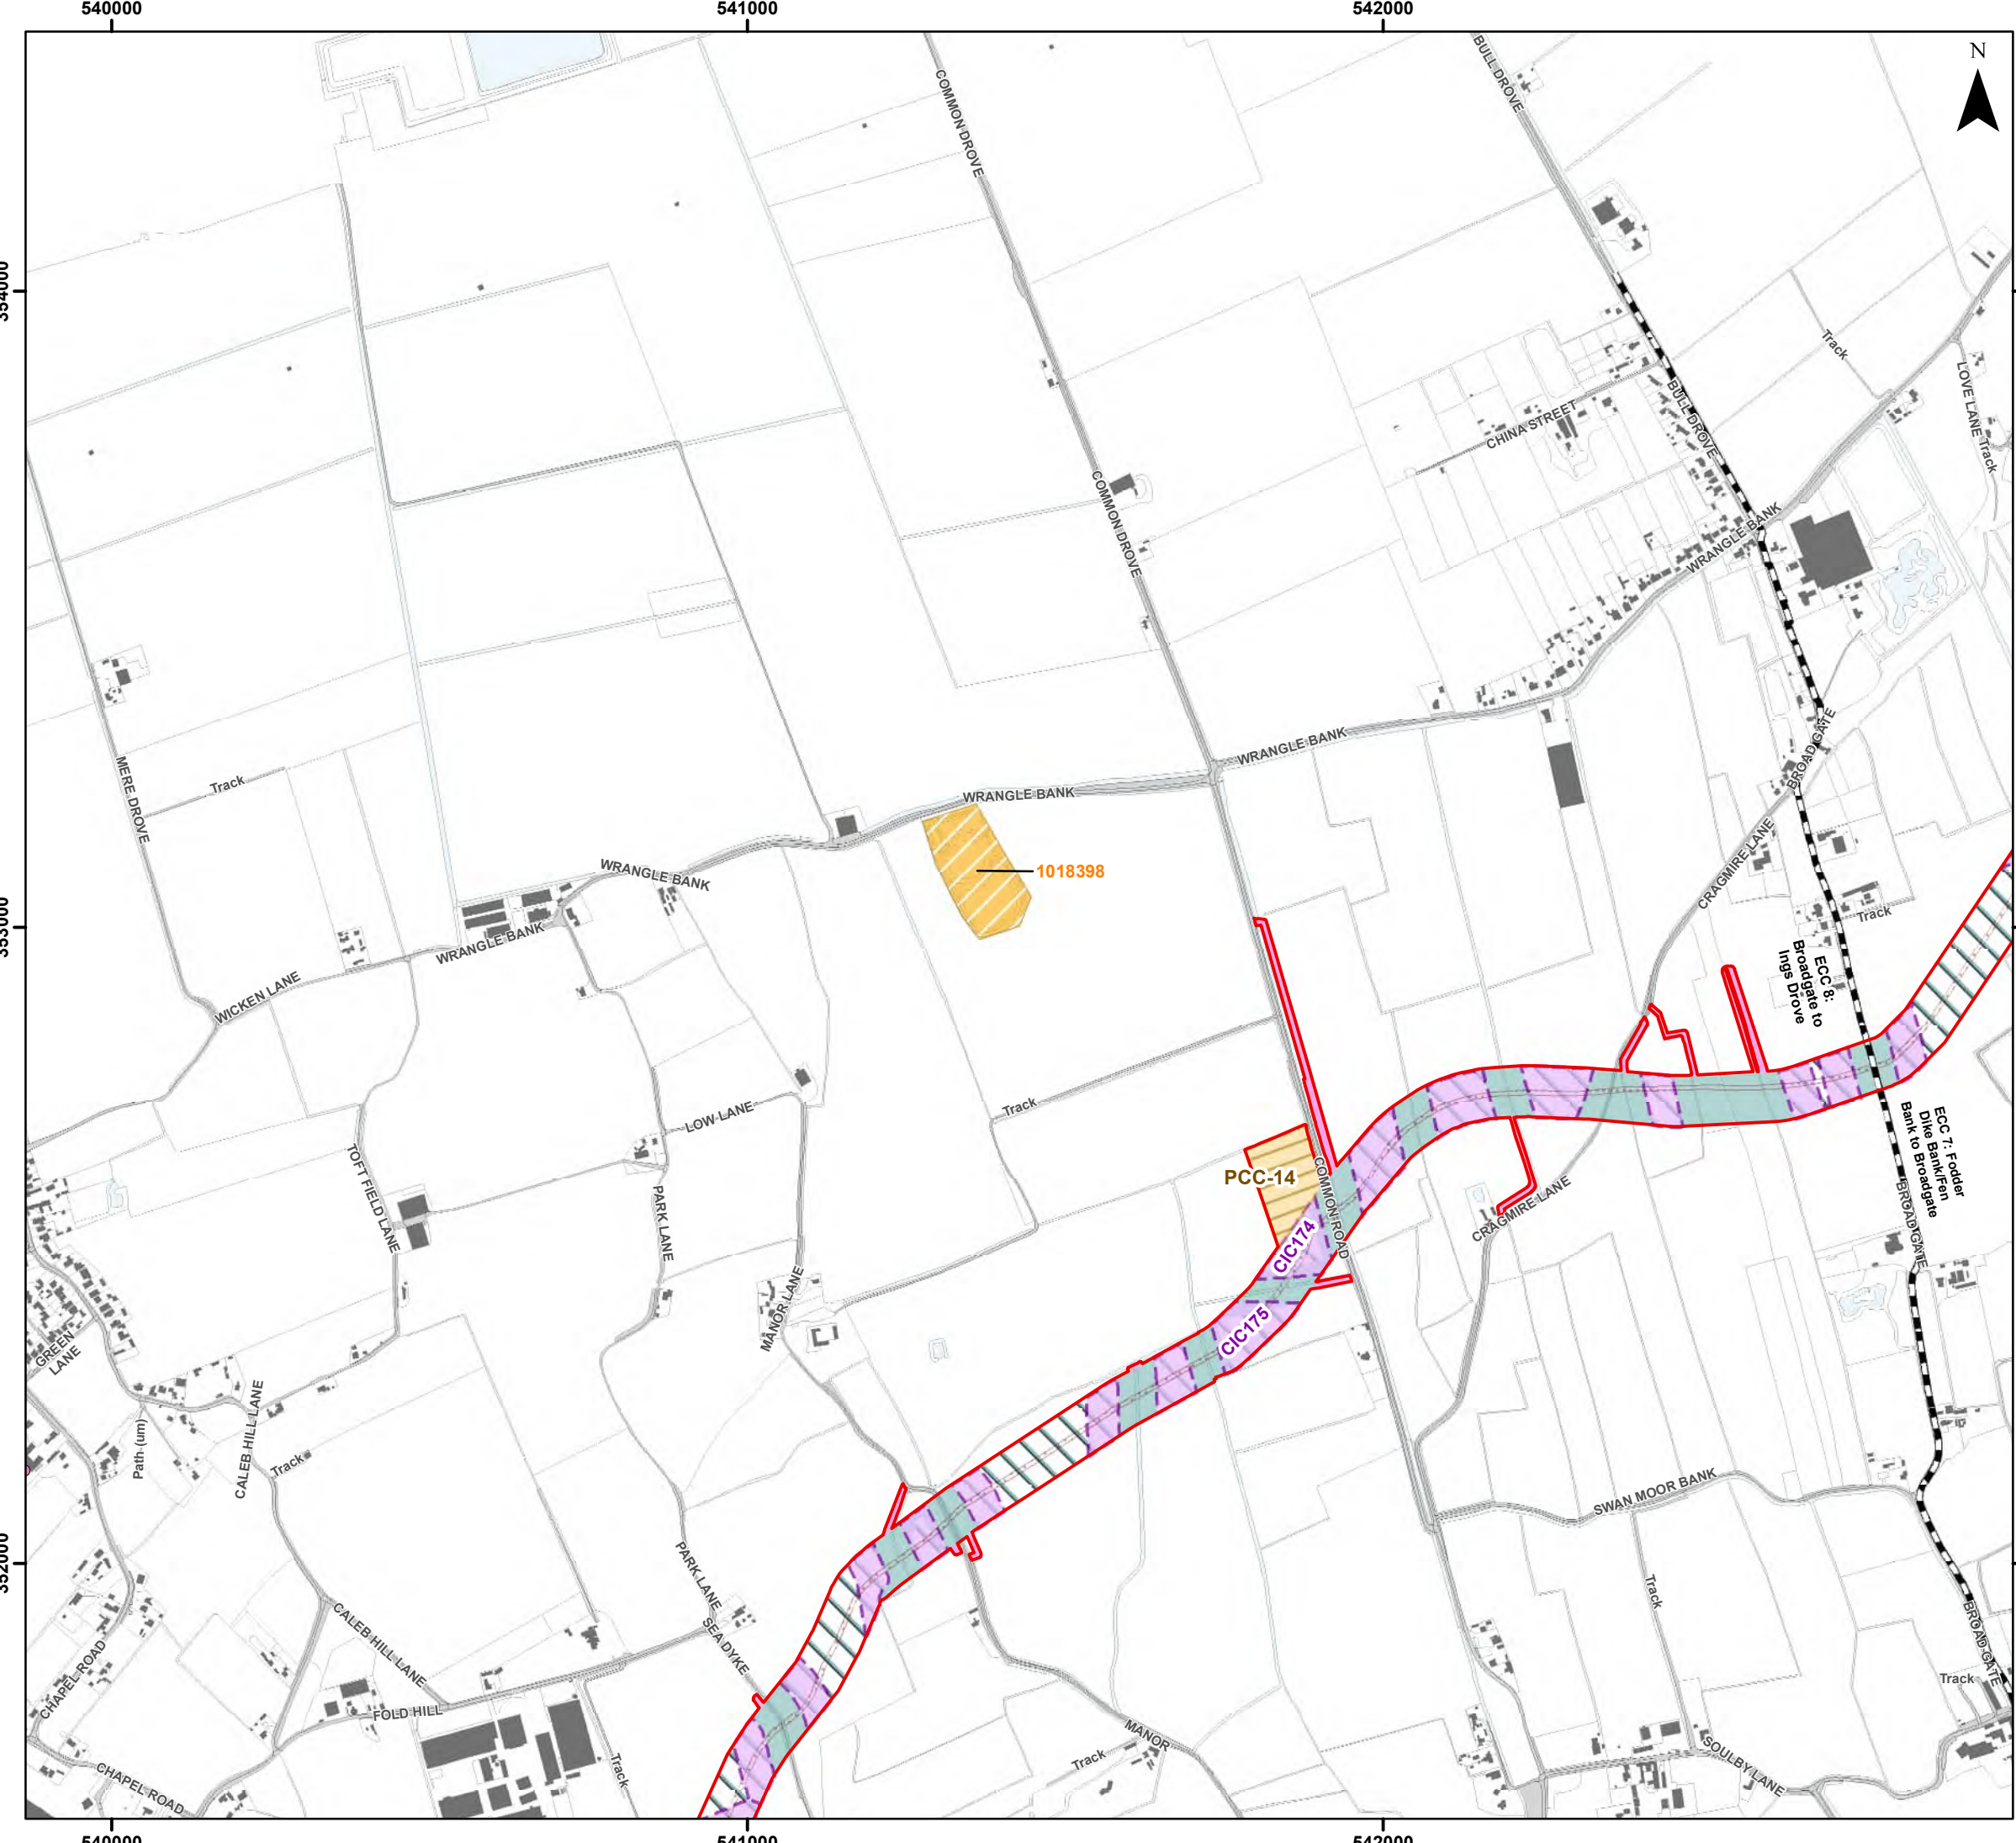 540000
541000
542000
N
BULL DROVE
COMMON DROVE
354000
Track
LOVE LANE
Track
BULL DROVE
CHINA STREET
COMMON DROVE
WRANGLE BANK
BROADGATE
WRANGLE BANK
MERE DROVE
Track
WRANGLE BANK
CRAGMIRE LANE
1018398
WRANGLE BANK
Track
353000
WRANGLE BANK
WICKEN LANE
ECC 8:
Broadgate to
Ings Drove
LOW LANE
Track
ECC 7: Fodder
Dike Bank/Fen
Bank to Broadgate
TOFT FIELD LANE
PARK LANE
PCC-14
COMMON ROAD
CRAGMIRE LANE
BROADGATE
CIC174
MANOR LANE
CIC175
GREEN
LANE
CALEB HILL LANE
Path (um)
Track
SWAN MOOR BANK
352000
PARK LANE
Track
SEA DYKE
CALEB HILL LANE
BROADGATE
CHAPEL ROAD
FOLD HILL
Track
MANOR
Track
Track
SOULBY LANE
CHAPEL ROAD
540000
541000
542000